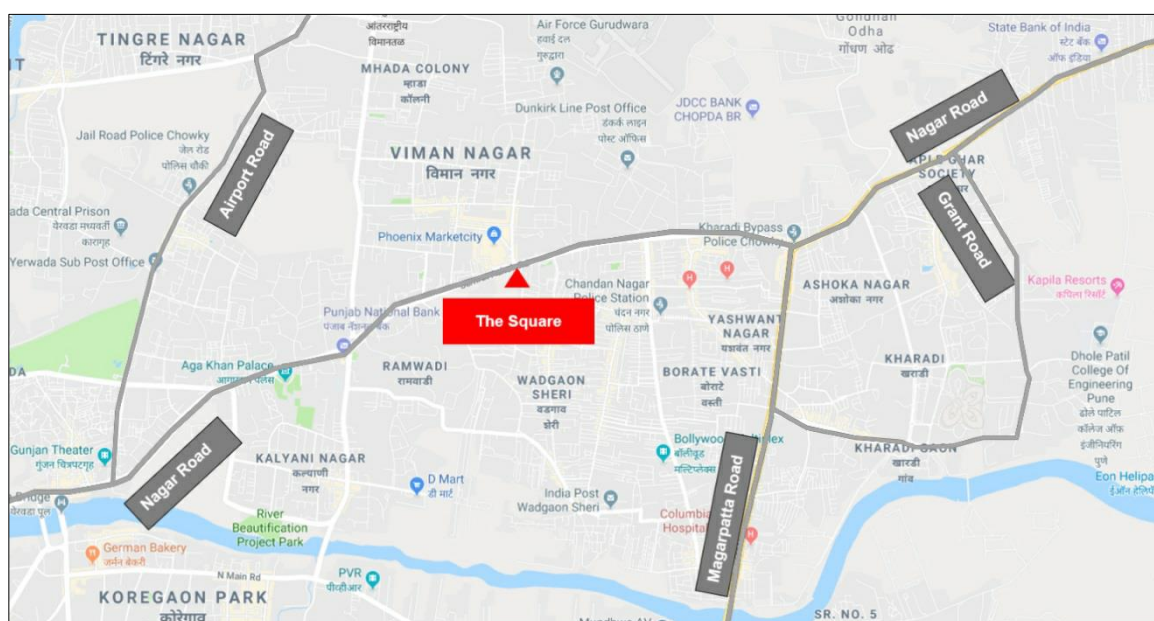 आंतरराष्ट्रीय
विमानतळ
TINGRE NAGAR
टिंगरे नगर
MHADA COLONY
म्हाडा
कॉलनी
Air Force Gurudwara
हवाई दल
गुरुद्वारा
गोंधण ओढ
Odha
State Bank of India
स्टेट बँक
ऑफ इंडिया
Dunkirk Line Post Office
डंकर्क लाइन
पोस्ट ऑफिस
JDCC BANK
CHOPDA BR
Nagar Road
Jail Road Police Chowky
जेल रोड
पोलिस चौकी
Airport Road
VIMAN NAGAR
विमान नगर
SOCIETY
Grant Road
ada Central Prison
येरवडा मध्यवर्ती
कारागृह
Yerwada Sub Post Office
Phoenix Marketcity
Kharadi Bypass
Police Chowky
The Square
Chandan Nagar
Police Station
चंदन नगर
पोलिस ठाणे
ASHOKA NAGAR
अशोका नगर
Kapila Resorts
कपिला रिसॉर्ट
Punjab National Bank
पंजाब नॅशनल बँक
YASHWANT
NAGAR
यशवंत नगर
Aga Khan Palace
RAMWADI
रामवाडी
WADGAON
SHERI
वडगाव
शेरी
BORATE VASTI
बोराटे
वस्ती
KHARADI
खराडी
Dhole Patil
College Of
Engineering
Pune
ढोले पाटिल
कॉलेज ऑफ
इंजीनियरिंग
पुणे
DA
Gunjan Theater
गुंजन चित्रपटगृह
Nagar Road
KALYANI NAGAR
कल्याणी
नगर
D Mart
डी मार्ट
बॉलीवूड
मल्टिप्लेक्स
Magarpatta Road
KHARADI GAON
खारडी
गांव
Eon Helipa
India Post
Wadgaon Sheri
Columbia
Hospital
येरवडा पूल
River
Beautification
Project Park
German Bakery
जर्मन बेकरी
N Main Rd
PVR
पीव्हीआर
KOREGAON PARK
कोरेगाव
SR. NO. 5